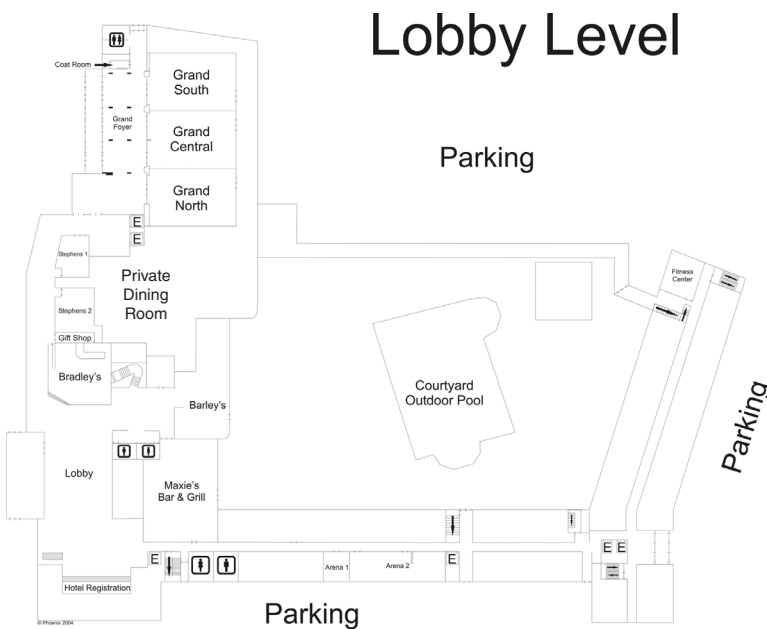 Lobby Level
Coat Room
Grand
South
Grand
Foyer
Grand
Central
Parking
Grand
North
E
E
Stephens 1
Private
Dining
Room
Fitness
Center
Stephens 2
Gift Shop
Bradley's
Courtyard
Outdoor Pool
Barley's
Parking
Lobby
Maxie's
Bar & Grill
E
E
E
E
Arena 1
Arena 2
Hotel Registration
Parking
© Phoenix 2004